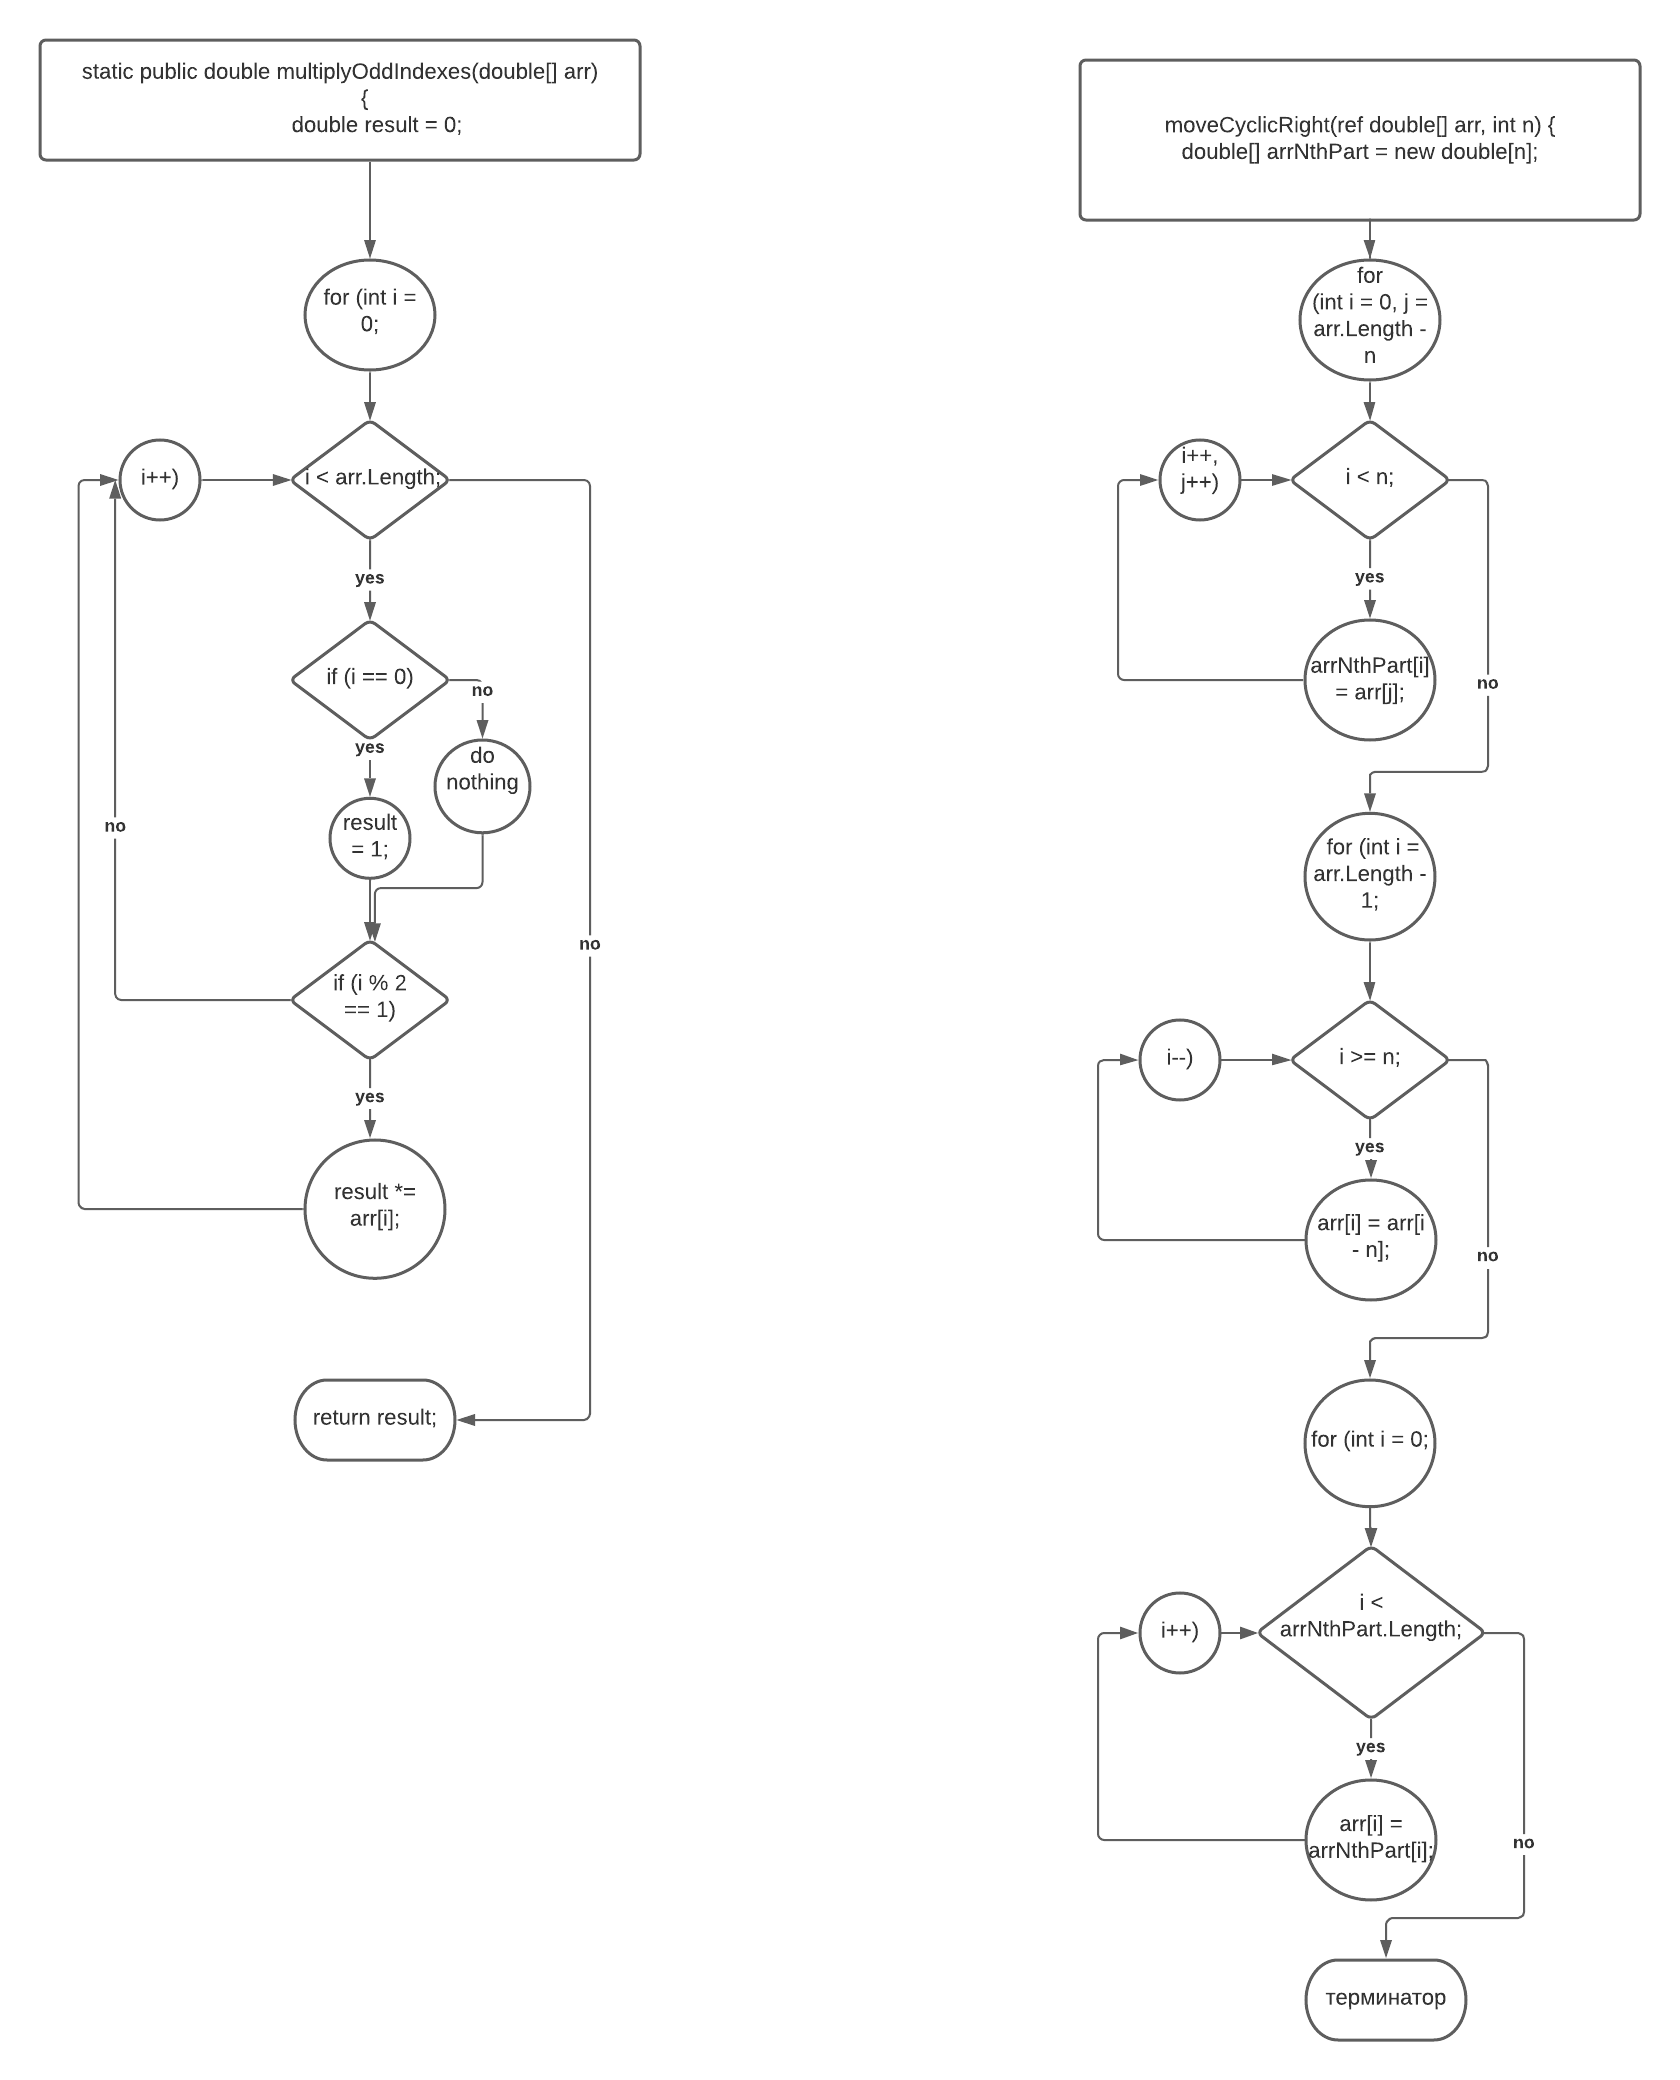 static public double multiplyOddIndexes(double[] arr)
{
double result = 0;
for (int i =
0;
i++)
i < arr.Length;
yes
if (i == 0)
no
yes
do
nothing
result
= 1;
no
no
if (i % 2
== 1)
yes
result *=
arr[i];
return result;
moveCyclicRight(ref double[] arr, int n) {
double[] arrNthPart = new double[n];
for
(int i = 0, j =
arr.Length -
n
i++,
j++)
i < n;
yes
arrNthPart[i]
= arr[j];
no
for (int i =
arr.Length -
1;
i--)
i >= n;
yes
arr[i] = arr[i
- n];
no
for (int i = 0;
i++)
i <
arrNthPart.Length;
yes
arr[i] =
arrNthPart[i];
no
терминатор